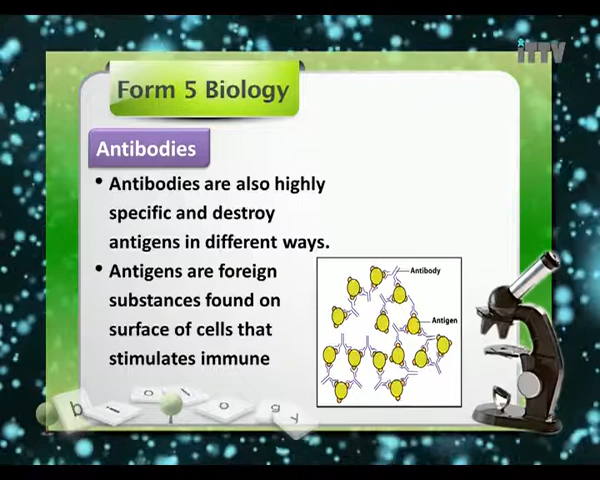 iTTV
Form 5 Biology
Antibodies
• Antibodies are also highly
specific and destroy
antigens in different ways.
• Antigens are foreign
substances found on
surface of cells that
stimulates immune
Antibody
Antigen
b i o l o g y